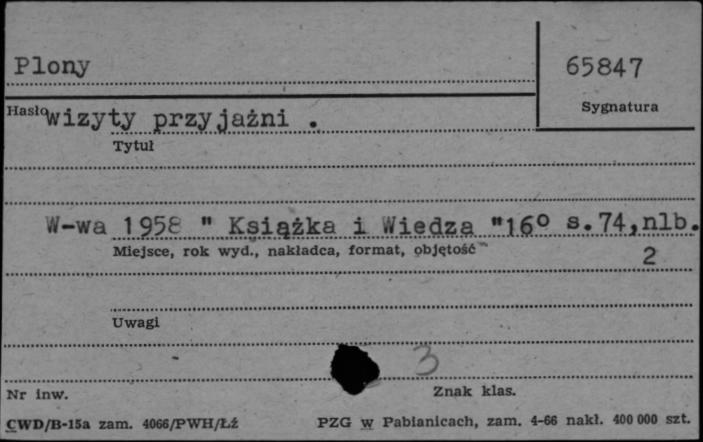 Plony
65847
Sygnatura
Hasło wizyty przyjaźni .
Tytuł
W-wa 1958 " Książka i Wiedza "16º s.74,nlb.
Miejsce, rok wyd., nakładca, format, objętość
2
Uwagi
3
Nr inw.
Znak klas.
CWD/B-15a zam. 4066/PWH/Łź
PZG w Pabianicach, zam. 4-66 nakł. 400 000 szt.